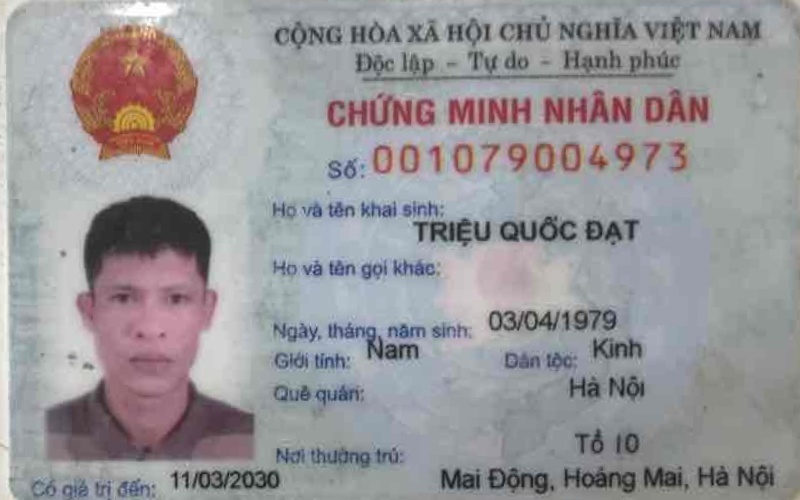 CỘNG HÒA XÃ HỘI CHỦ NGHĨA VIỆT NAM
Độc lập - Tự do - Hạnh phúc
CHỨNG MINH NHÂN DÂN
Số: 001079004973
Họ và tên khai sinh:
TRIỆU QUỐC ĐẠT
Họ và tên gọi khác:
Ngày, tháng, năm sinh: 03/04/1979
Giới tính: Nam Dân tộc: Kinh
Quê quán: Hà Nội
Nơi thường trú: Tổ 10
Mai Động, Hoáng Mai, Hà Nội
Có giá trị đến: 11/03/2030